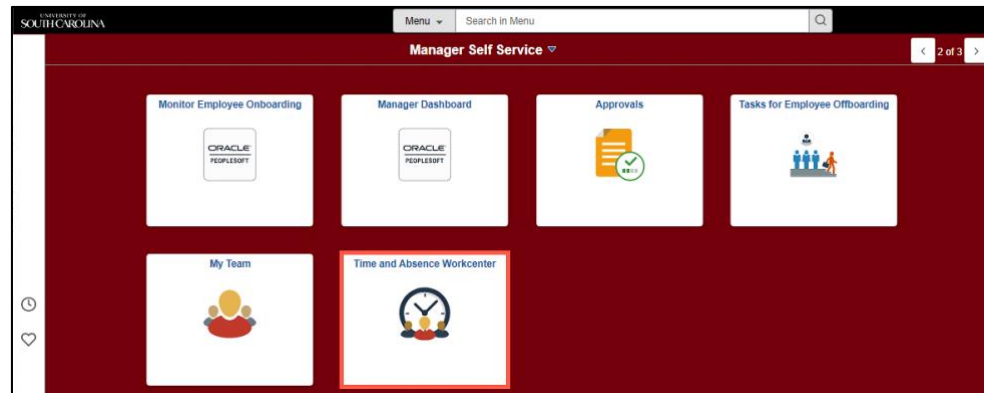 UNIVERSITY OF
SOUTH CAROLINA
Menu
Search in Menu
Manager Self Service
2 of 3
Monitor Employee Onboarding
Manager Dashboard
Approvals
Tasks for Employee Offboarding
ORACLE
PEOPLESOFT
ORACLE
PEOPLESOFT
My Team
Time and Absence Workcenter